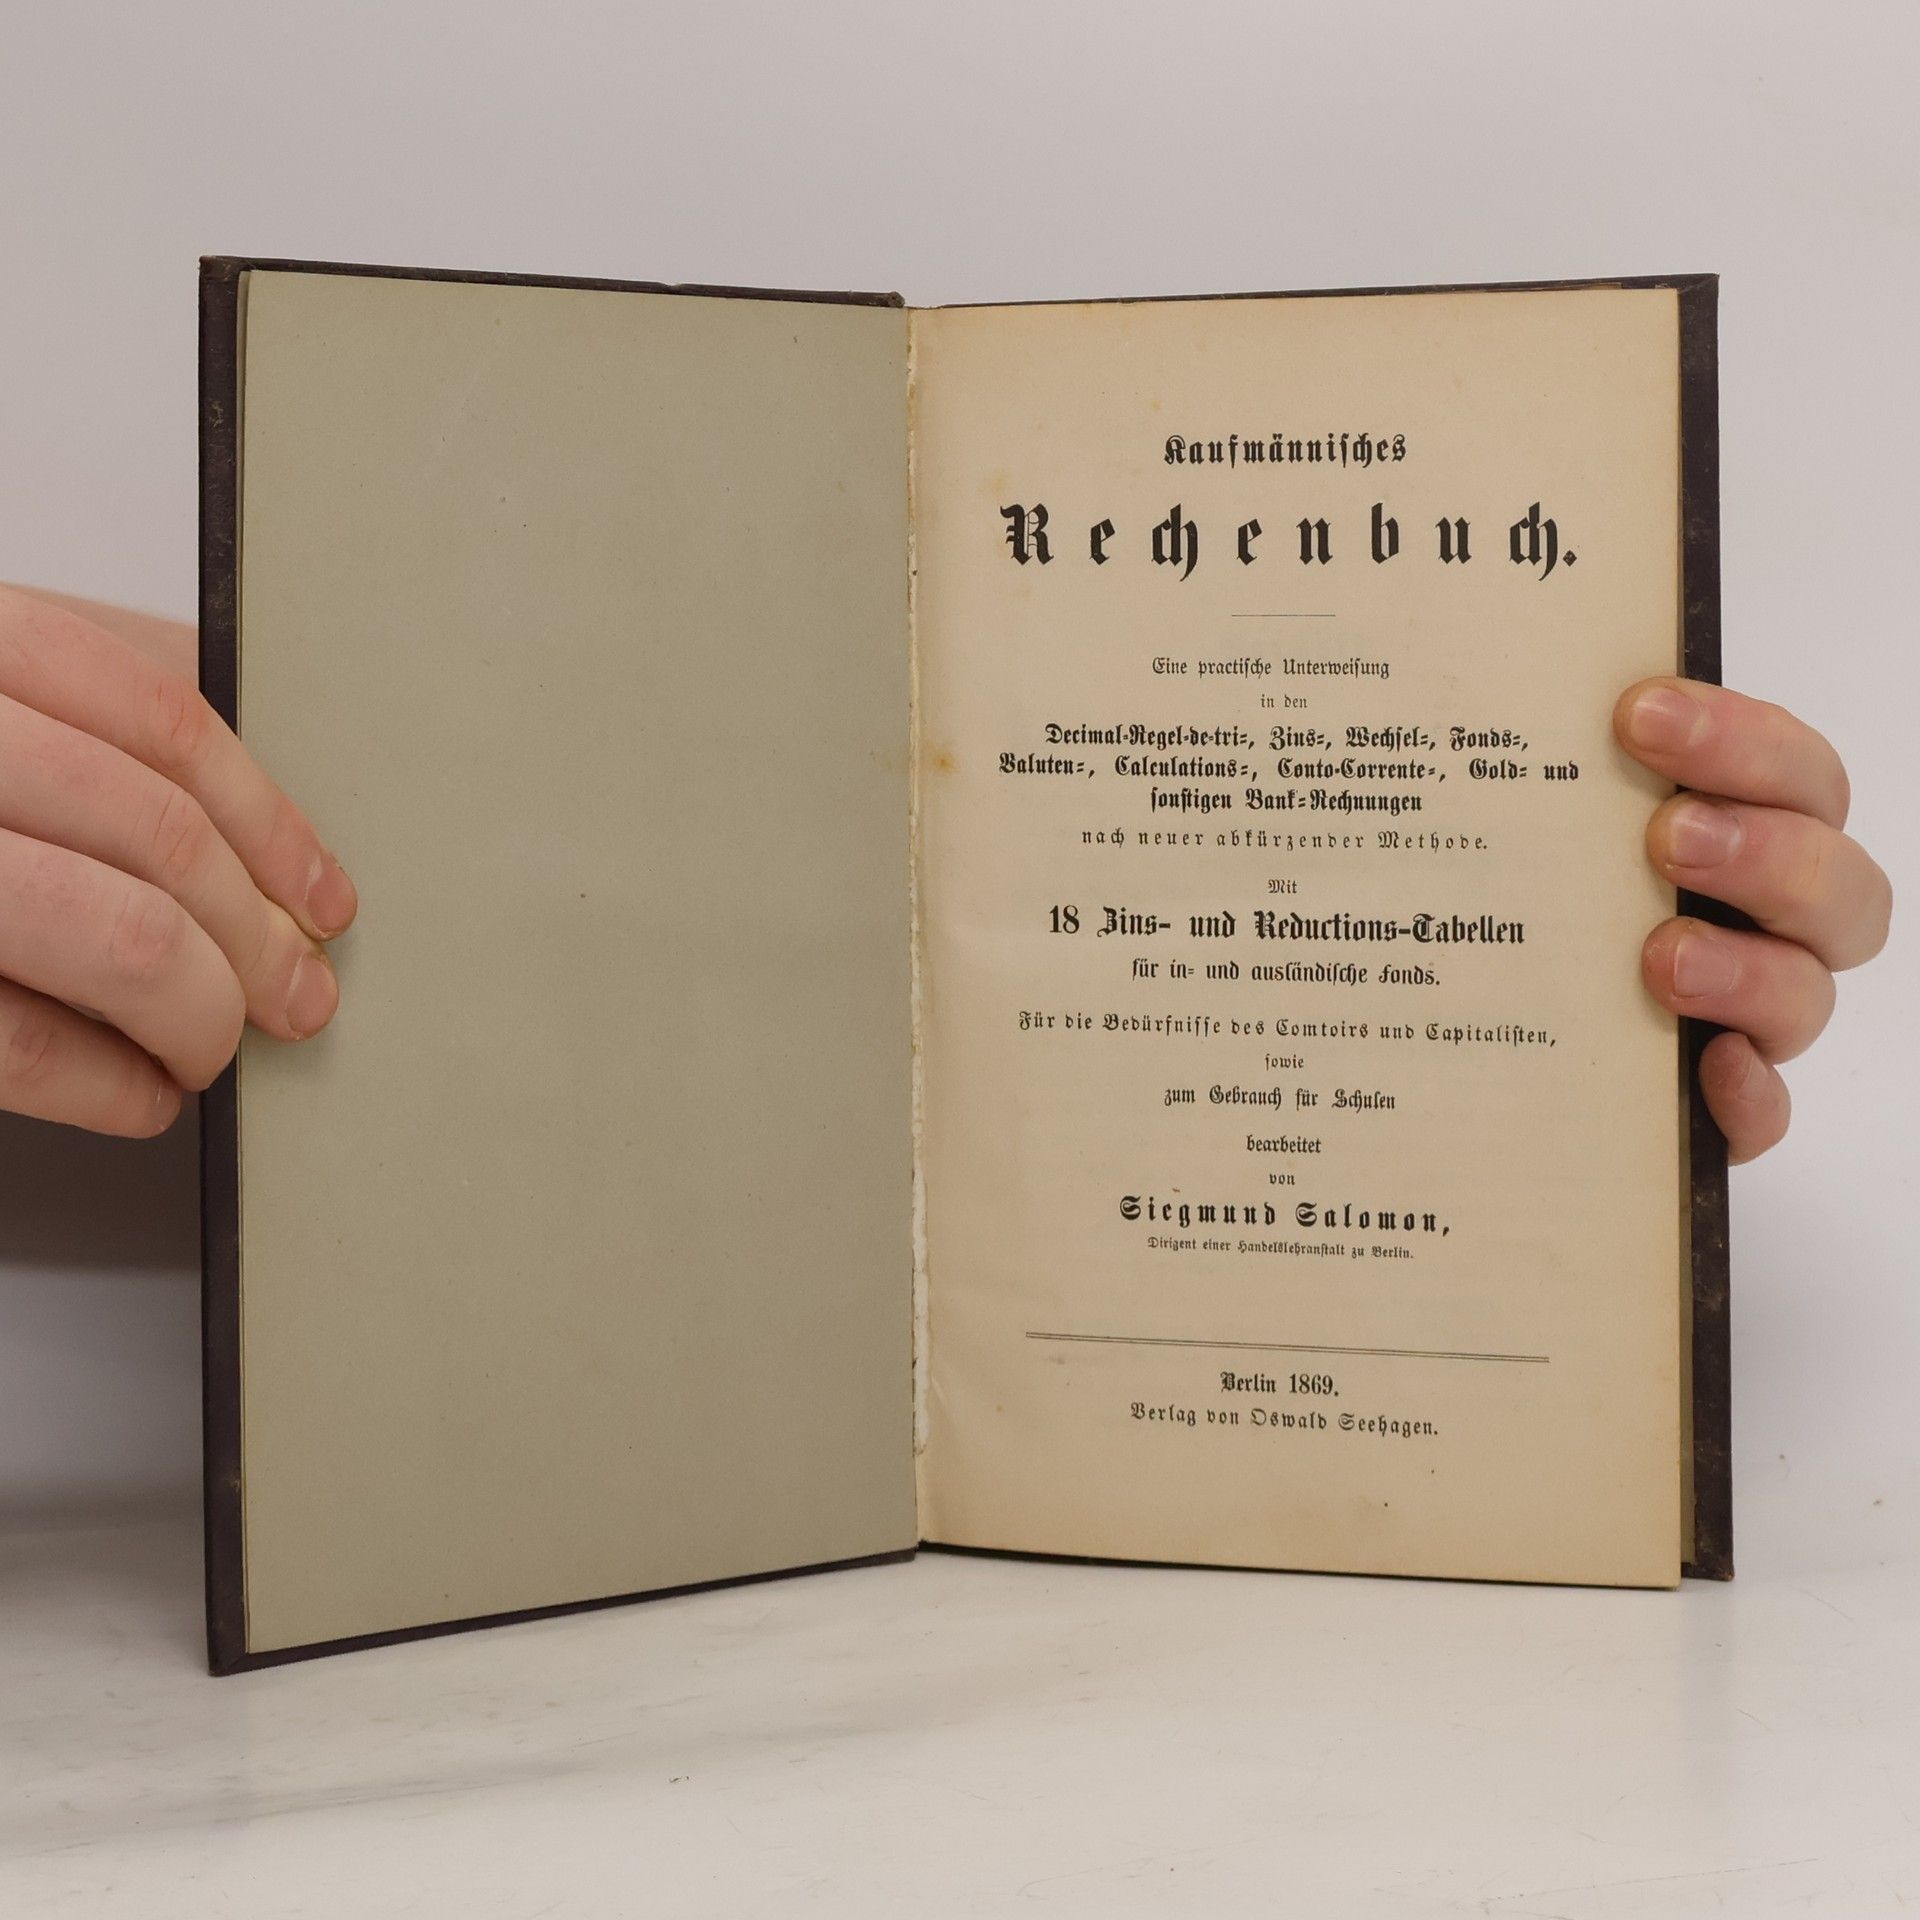 Kaufmännisches
Rechenbuch.
Eine practische Unterweisung
in den
Decimal-Regel-de-tri-, Zins-, Wechsel-, Fonds-,
Valuten-, Calculations-, Conto-Corrente-, Gold- und
sonstigen Bank-Rechnungen
nach neuer abkürzender Methode.
Mit
18 Zins- und Reductions-Tabellen
für in- und ausländische Fonds.
Für die Bedürfnisse des Comtoirs und Capitalisten,
sowie
zum Gebrauch für Schulen
bearbeitet
von
Siegmund Salomon,
Dirigent einer Handelslehranstalt zu Berlin.
Berlin 1869.
Verlag von Oswald Seehagen.